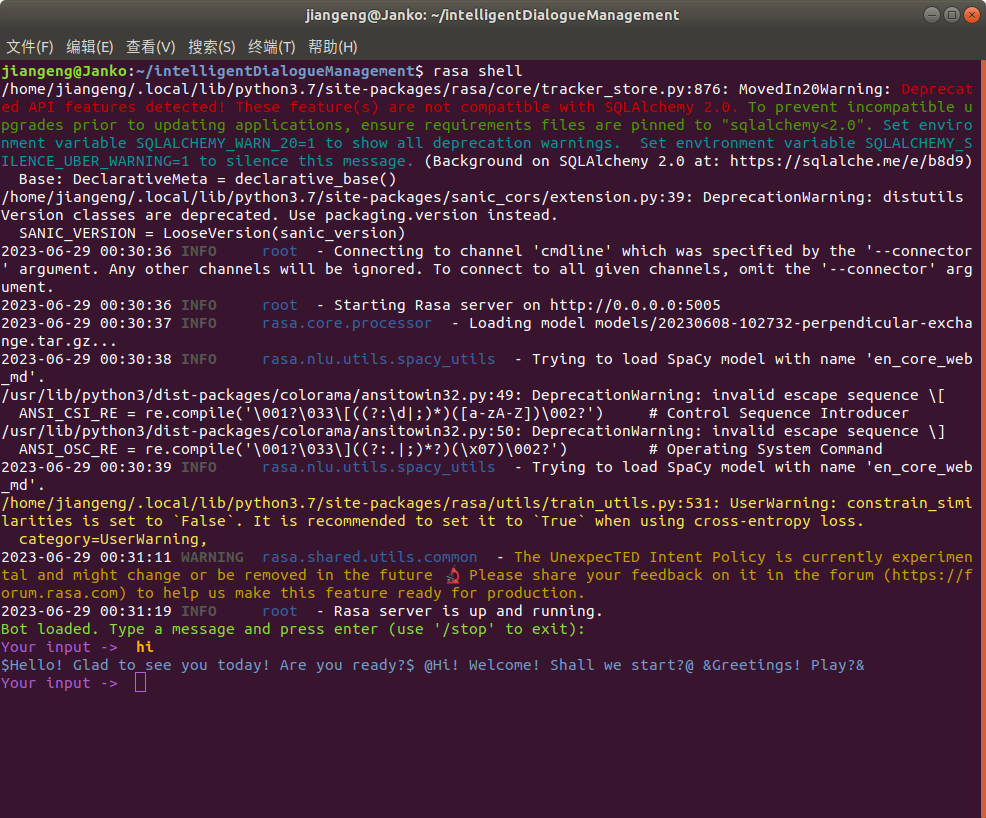 jiangeng@Janko: ~/intelligentDialogueManagement
文件(F) 编辑(E) 查看(V) 搜索(S) 终端(T) 帮助(H)
jiangeng@Janko:~/intelligentDialogueManagement$ rasa shell
/home/jiangeng/.local/lib/python3.7/site-packages/rasa/core/tracker_store.py:876: MovedIn20Warning: Deprecat
ed API features detected! These feature(s) are not compatible with SQLAlchemy 2.0. To prevent incompatible u
pgrades prior to updating applications, ensure requirements files are pinned to "sqlalchemy<2.0". Set enviro
nment variable SQLALCHEMY_WARN_20=1 to show all deprecation warnings.  Set environment variable SQLALCHEMY_S
ILENCE_UBER_WARNING=1 to silence this message. (Background on SQLAlchemy 2.0 at: https://sqlalche.me/e/b8d9)
  Base: DeclarativeMeta = declarative_base()
/home/jiangeng/.local/lib/python3.7/site-packages/sanic_cors/extension.py:39: DeprecationWarning: distutils
Version classes are deprecated. Use packaging.version instead.
  SANIC_VERSION = LooseVersion(sanic_version)
2023-06-29 00:30:36 INFO     root  - Connecting to channel 'cmdline' which was specified by the '--connector
' argument. Any other channels will be ignored. To connect to all given channels, omit the '--connector' arg
ument.
2023-06-29 00:30:36 INFO     root  - Starting Rasa server on http://0.0.0.0:5005
2023-06-29 00:30:37 INFO     rasa.core.processor  - Loading model models/20230608-102732-perpendicular-excha
nge.tar.gz...
2023-06-29 00:30:38 INFO     rasa.nlu.utils.spacy_utils  - Trying to load SpaCy model with name 'en_core_web
_md'.
/usr/lib/python3/dist-packages/colorama/ansitowin32.py:49: DeprecationWarning: invalid escape sequence \[
  ANSI_CSI_RE = re.compile('\001?\033\[((?:\d|;)*)([a-zA-Z])\002?')     # Control Sequence Introducer
/usr/lib/python3/dist-packages/colorama/ansitowin32.py:50: DeprecationWarning: invalid escape sequence \]
  ANSI_OSC_RE = re.compile('\001?\033\]((?:.|;)*?)(\x07)\002?')         # Operating System Command
2023-06-29 00:30:39 INFO     rasa.nlu.utils.spacy_utils  - Trying to load SpaCy model with name 'en_core_web
_md'.
/home/jiangeng/.local/lib/python3.7/site-packages/rasa/utils/train_utils.py:531: UserWarning: constrain_simi
larities is set to `False`. It is recommended to set it to `True` when using cross-entropy loss.
  category=UserWarning,
2023-06-29 00:31:11 WARNING  rasa.shared.utils.common  - The UnexpecTED Intent Policy is currently experimen
tal and might change or be removed in the future 🔬 Please share your feedback on it in the forum (https://f
orum.rasa.com) to help us make this feature ready for production.
2023-06-29 00:31:19 INFO     root  - Rasa server is up and running.
Bot loaded. Type a message and press enter (use '/stop' to exit):
Your input ->  hi
$Hello! Glad to see you today! Are you ready?$ @Hi! Welcome! Shall we start?@ &Greetings! Play?&
Your input ->